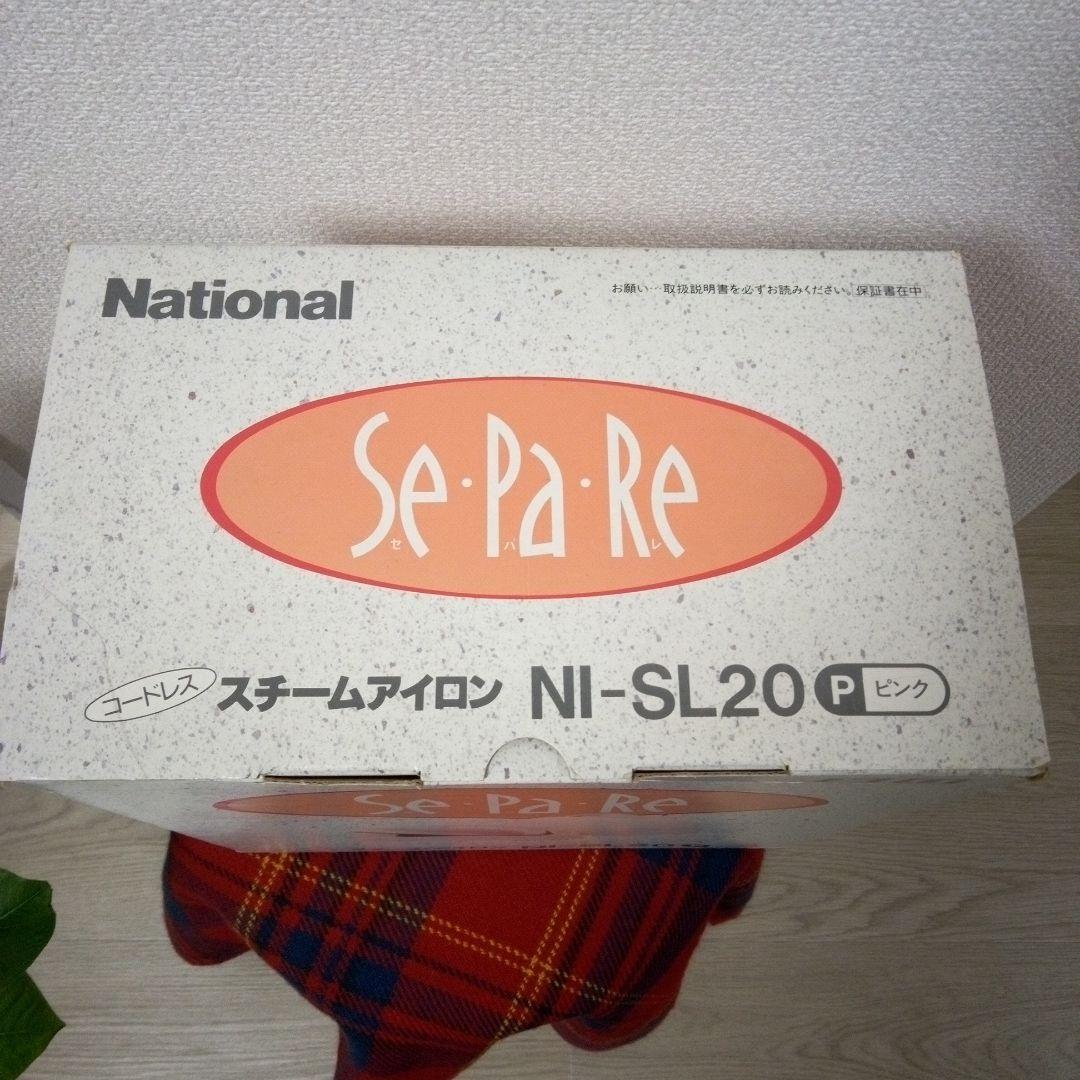 National
お願い…取扱説明書を必ずお読みください。保証書在中
Se・Pa・Re
セ パ レ
コードレス スチームアイロン NI-SL20 P ピンク
Se・Pa・Re